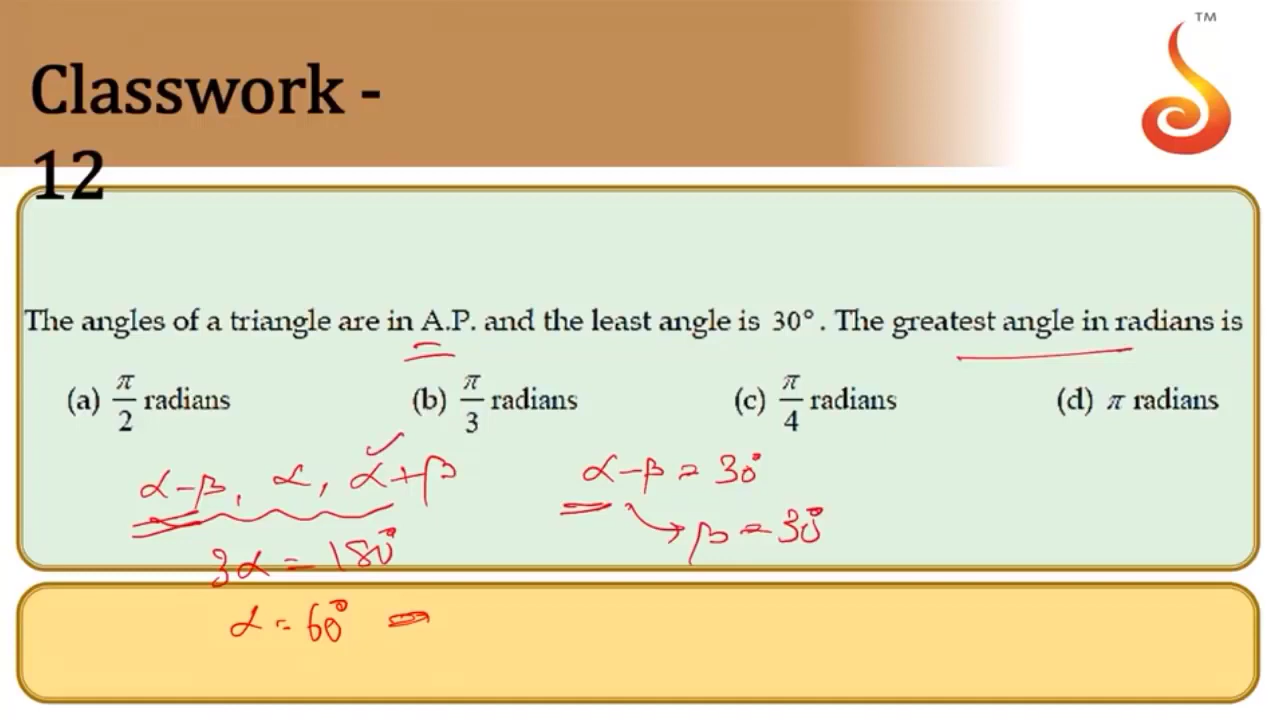 TM
Classwork -
12
The angles of a triangle are in A.P. and the least angle is 30°. The greatest angle in radians is
(a) π/2 radians (b) π/3 radians (c) π/4 radians (d) π radians
α-β, α, α+β
α-β = 30°
β = 30°
3α = 180°
α = 60°